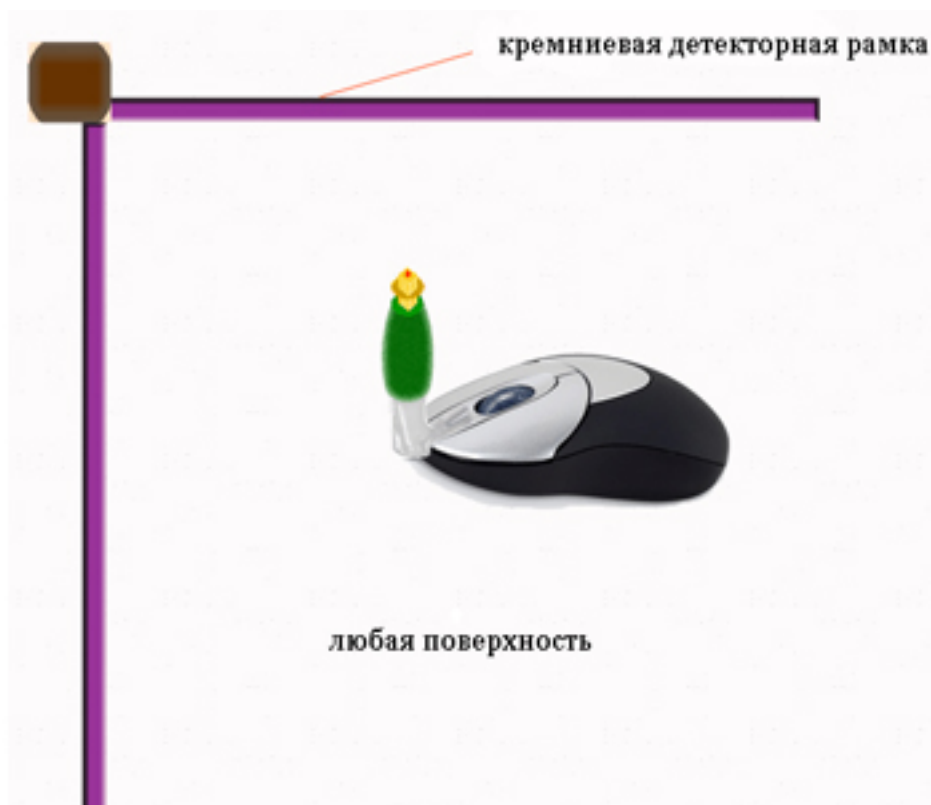 кремниевая детекторная рамка
любая поверхность